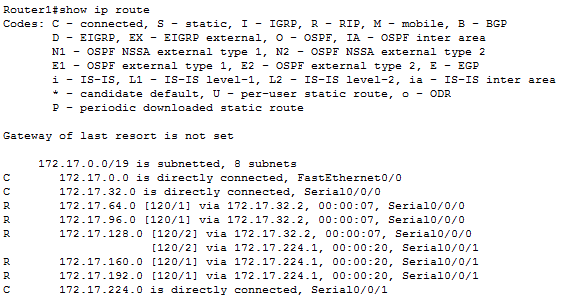 Router1#show ip route
Codes: C - connected, S - static, I - IGRP, R - RIP, M - mobile, B - BGP
D - EIGRP, EX - EIGRP external, O - OSPF, IA - OSPF inter area
N1 - OSPF NSSA external type 1, N2 - OSPF NSSA external type 2
E1 - OSPF external type 1, E2 - OSPF external type 2, E - EGP
i - IS-IS, L1 - IS-IS level-1, L2 - IS-IS level-2, ia - IS-IS inter area
* - candidate default, U - per-user static route, o - ODR
P - periodic downloaded static route
Gateway of last resort is not set
172.17.0.0/19 is subnetted, 8 subnets
C 172.17.0.0 is directly connected, FastEthernet0/0
C 172.17.32.0 is directly connected, Serial0/0/0
R 172.17.64.0 [120/1] via 172.17.32.2, 00:00:07, Serial0/0/0
R 172.17.96.0 [120/1] via 172.17.32.2, 00:00:07, Serial0/0/0
R 172.17.128.0 [120/2] via 172.17.32.2, 00:00:07, Serial0/0/0
[120/2] via 172.17.224.1, 00:00:20, Serial0/0/1
R 172.17.160.0 [120/1] via 172.17.224.1, 00:00:20, Serial0/0/1
R 172.17.192.0 [120/1] via 172.17.224.1, 00:00:20, Serial0/0/1
C 172.17.224.0 is directly connected, Serial0/0/1